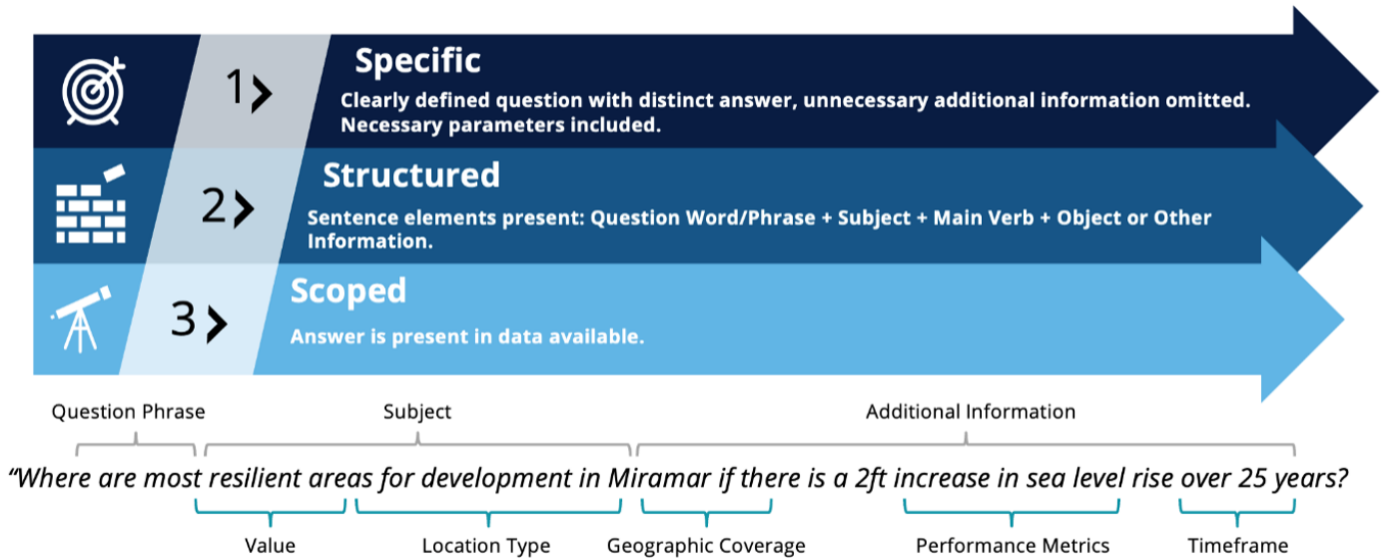 1
Specific
Clearly defined question with distinct answer, unnecessary additional information omitted.
Necessary parameters included.
2
Structured
Sentence elements present: Question Word/Phrase + Subject + Main Verb + Object or Other
Information.
3
Scoped
Answer is present in data available.
Question Phrase Subject Additional Information
“Where are most resilient areas for development in Miramar if there is a 2ft increase in sea level rise over 25 years?
Value Location Type Geographic Coverage Performance Metrics Timeframe